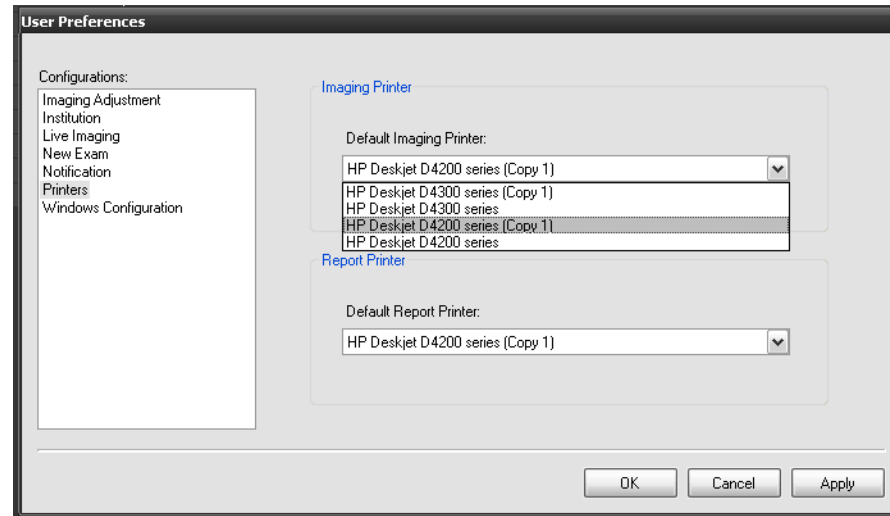 User Preferences
Configurations:
Imaging Adjustment
Institution
Live Imaging
New Exam
Notification
Printers
Windows Configuration
Imaging Printer
Default Imaging Printer:
HP Deskjet D4200 series (Copy 1)
HP Deskjet D4300 series (Copy 1)
HP Deskjet D4300 series
HP Deskjet D4200 series (Copy 1)
HP Deskjet D4200 series
Report Printer
Default Report Printer:
HP Deskjet D4200 series (Copy 1)
OK Cancel Apply